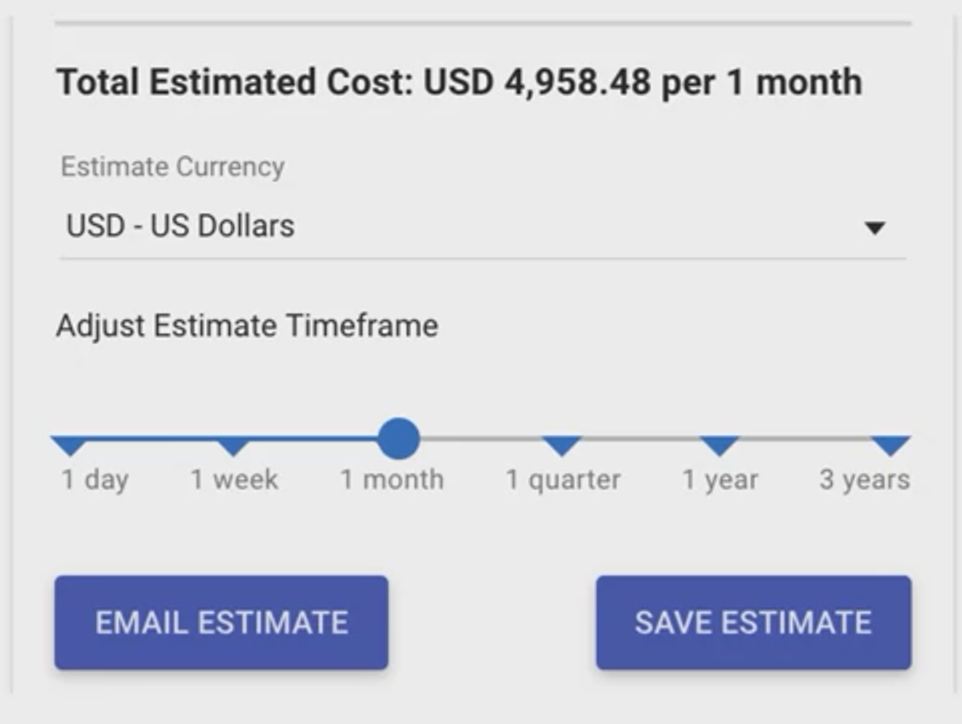 Total Estimated Cost: USD 4,958.48 per 1 month
Estimate Currency
USD - US Dollars
Adjust Estimate Timeframe
1 day 1 week 1 month 1 quarter 1 year 3 years
EMAIL ESTIMATE SAVE ESTIMATE